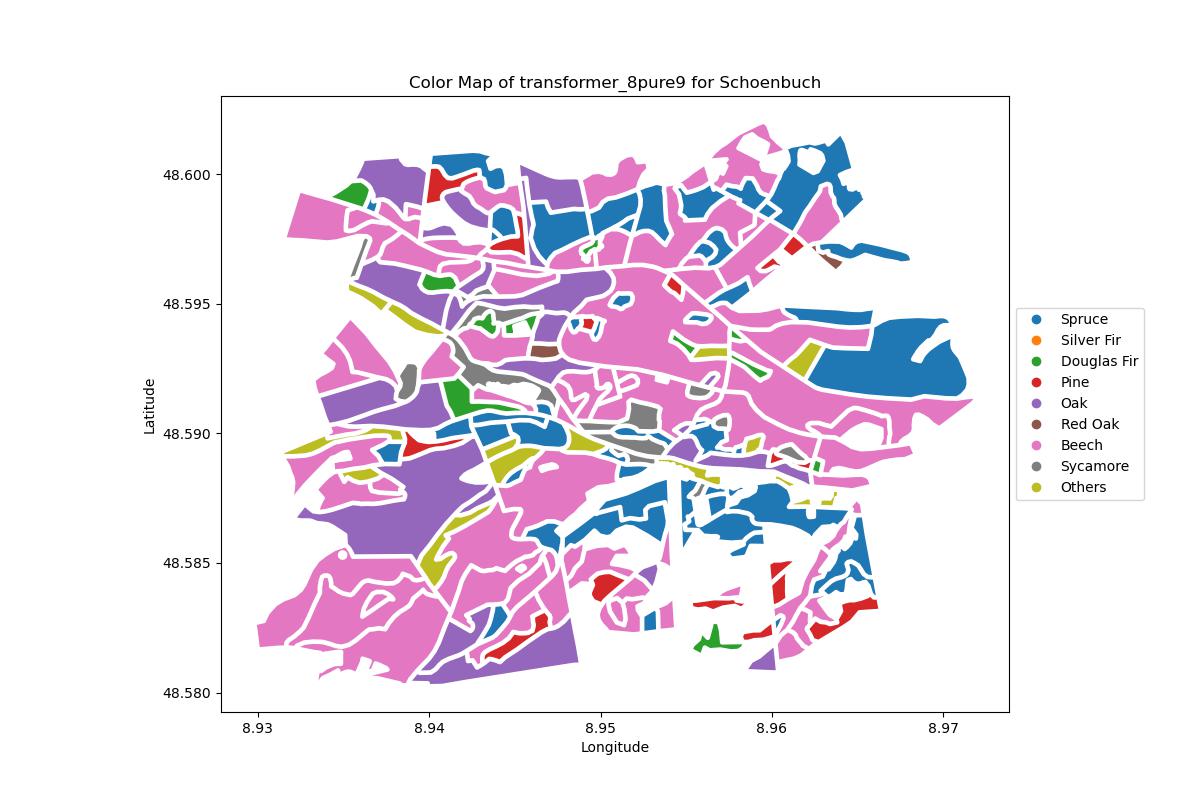 Color Map of transformer_8pure9 for Schoenbuch
48.600
48.595
48.590
48.585
48.580
Latitude
8.93
8.94
8.95
8.96
8.97
Longitude
Spruce
Silver Fir
Douglas Fir
Pine
Oak
Red Oak
Beech
Sycamore
Others